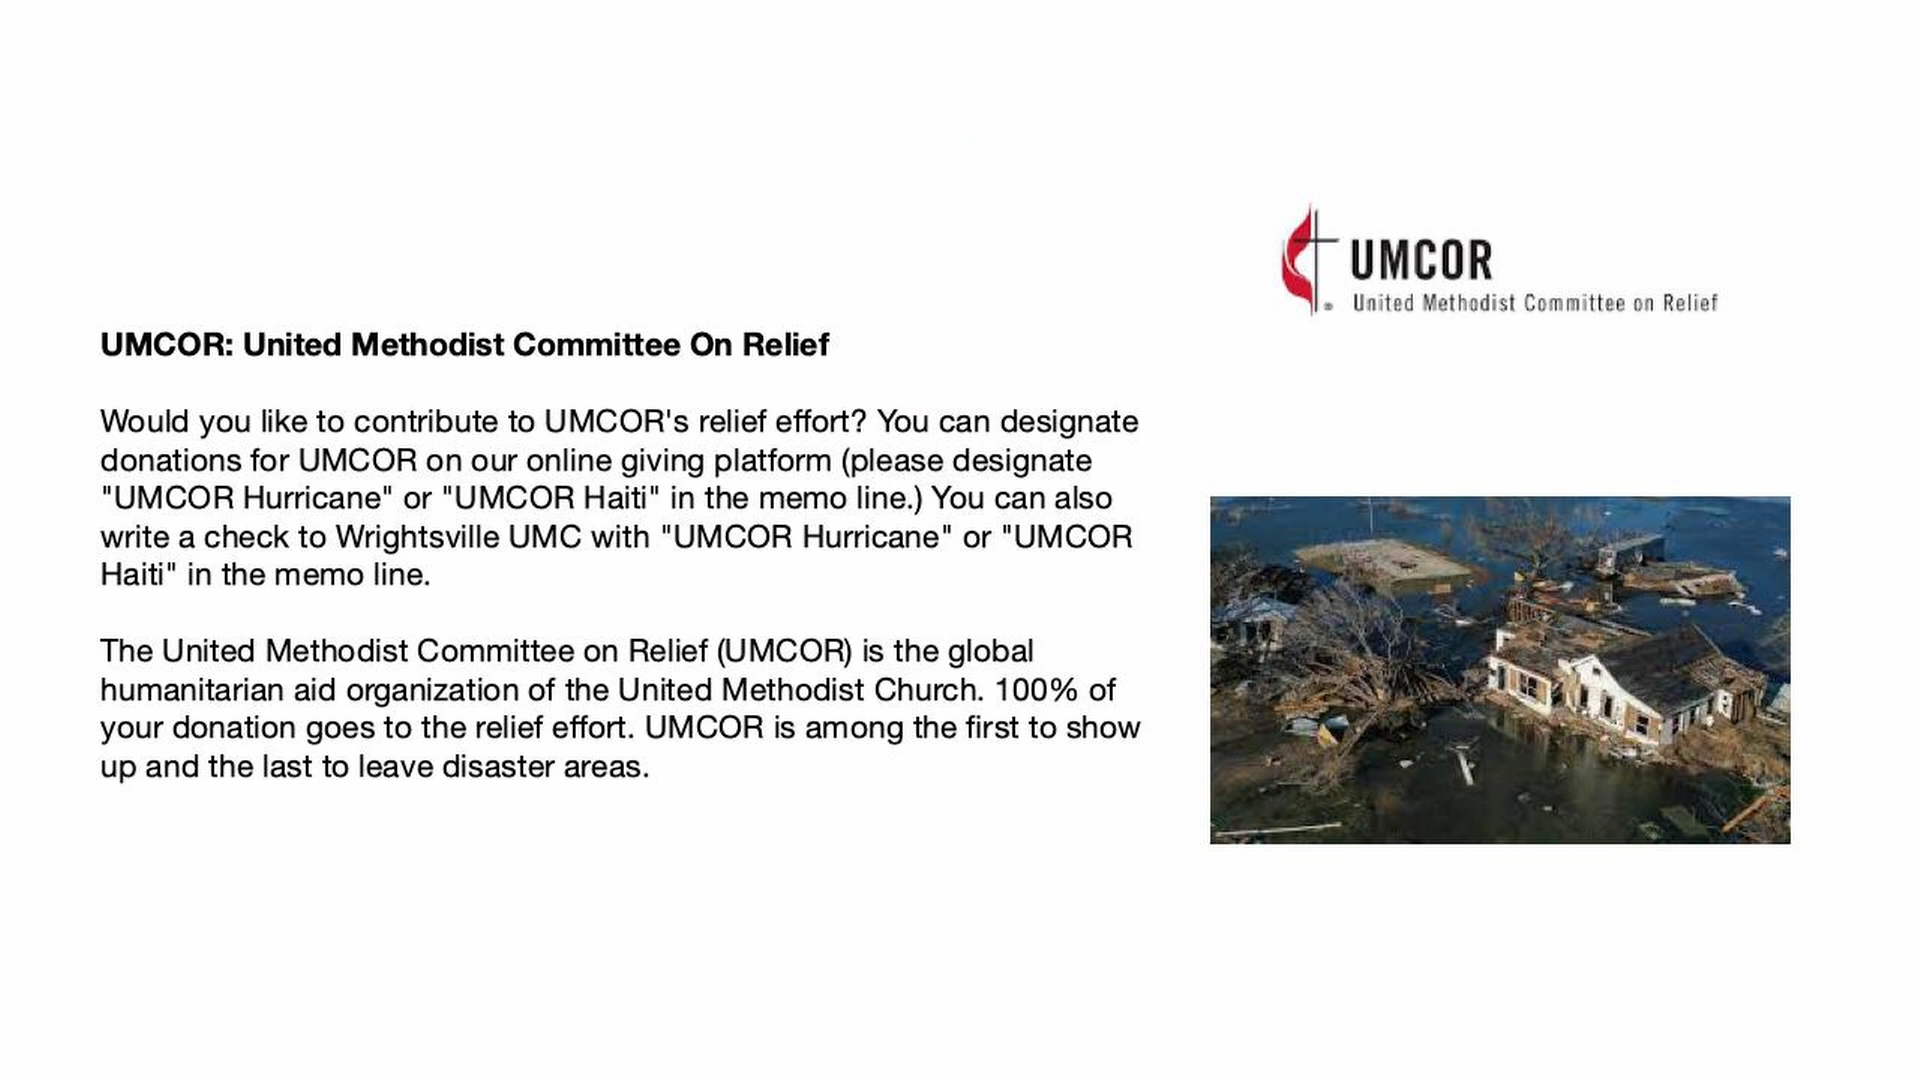 UMCOR
United Methodist Committee on Relief
UMCOR: United Methodist Committee On Relief
Would you like to contribute to UMCOR's relief effort? You can designate
donations for UMCOR on our online giving platform (please designate
"UMCOR Hurricane" or "UMCOR Haiti" in the memo line.) You can also
write a check to Wrightsville UMC with "UMCOR Hurricane" or "UMCOR
Haiti" in the memo line.
The United Methodist Committee on Relief (UMCOR) is the global
humanitarian aid organization of the United Methodist Church. 100% of
your donation goes to the relief effort. UMCOR is among the first to show
up and the last to leave disaster areas.